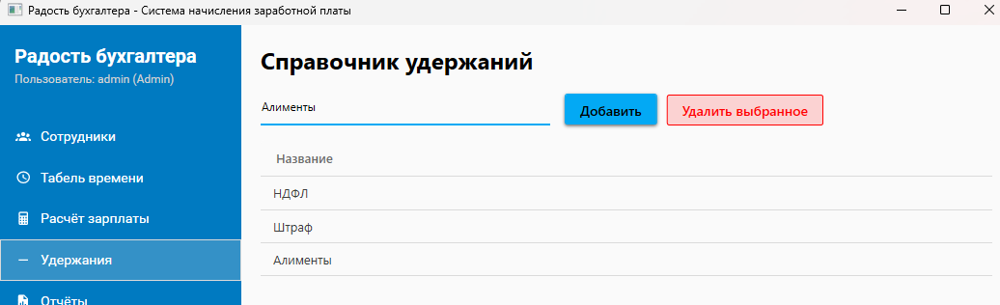 Радость бухгалтера - Система начисления заработной платы
Радость бухгалтера
Пользователь: admin (Admin)
Сотрудники
Табель времени
Расчёт зарплаты
Удержания
Отчёты
Справочник удержаний
Алименты
Добавить
Удалить выбранное
Название
НДФЛ
Штраф
Алименты